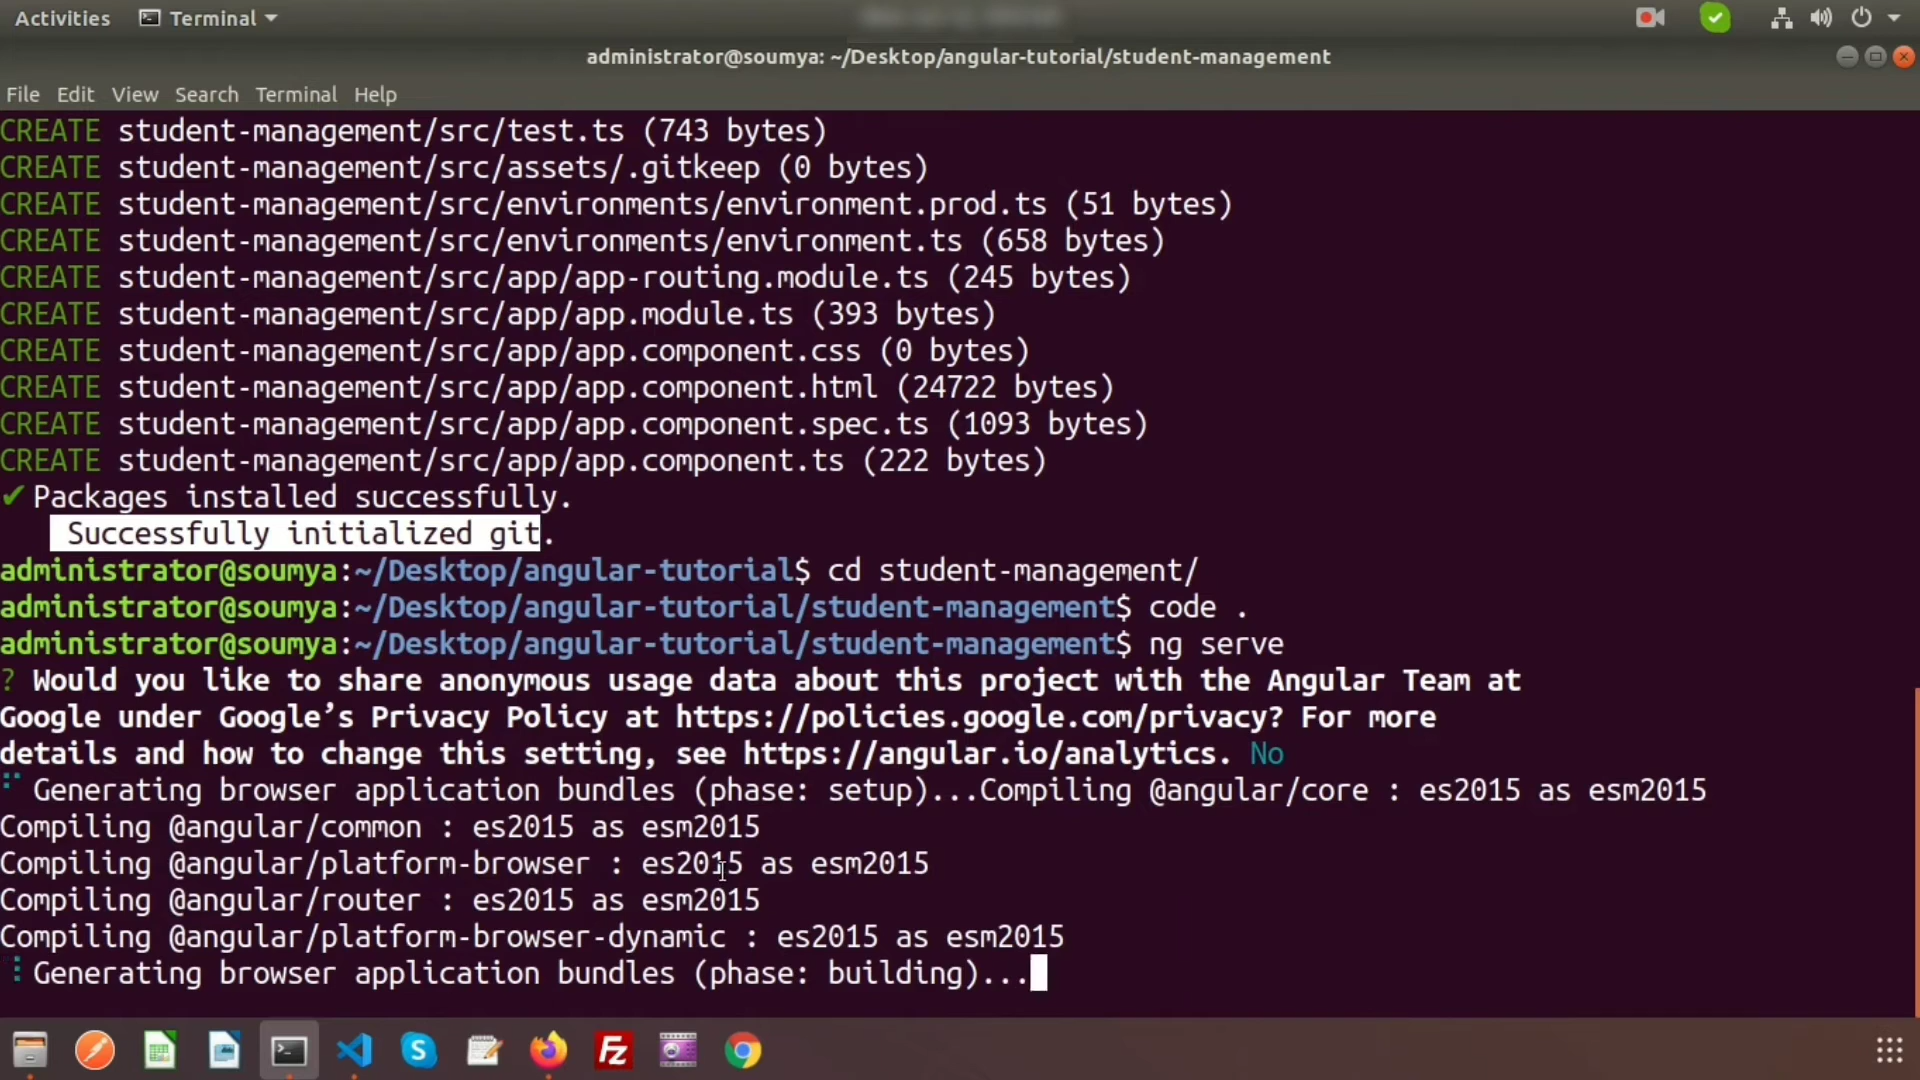 Activities Terminal
administrator@soumya: ~/Desktop/angular-tutorial/student-management
File Edit View Search Terminal Help
CREATE student-management/src/test.ts (743 bytes)
CREATE student-management/src/assets/.gitkeep (0 bytes)
CREATE student-management/src/environments/environment.prod.ts (51 bytes)
CREATE student-management/src/environments/environment.ts (658 bytes)
CREATE student-management/src/app/app-routing.module.ts (245 bytes)
CREATE student-management/src/app/app.module.ts (393 bytes)
CREATE student-management/src/app/app.component.css (0 bytes)
CREATE student-management/src/app/app.component.html (24722 bytes)
CREATE student-management/src/app/app.component.spec.ts (1093 bytes)
CREATE student-management/src/app/app.component.ts (222 bytes)
✔ Packages installed successfully.
Successfully initialized git.
administrator@soumya:~/Desktop/angular-tutorial$ cd student-management/
administrator@soumya:~/Desktop/angular-tutorial/student-management$ code .
administrator@soumya:~/Desktop/angular-tutorial/student-management$ ng serve
? Would you like to share anonymous usage data about this project with the Angular Team at
Google under Google’s Privacy Policy at https://policies.google.com/privacy? For more
details and how to change this setting, see https://angular.io/analytics. No
Generating browser application bundles (phase: setup)...Compiling @angular/core : es2015 as esm2015
Compiling @angular/common : es2015 as esm2015
Compiling @angular/platform-browser : es2015 as esm2015
Compiling @angular/router : es2015 as esm2015
Compiling @angular/platform-browser-dynamic : es2015 as esm2015
Generating browser application bundles (phase: building)...